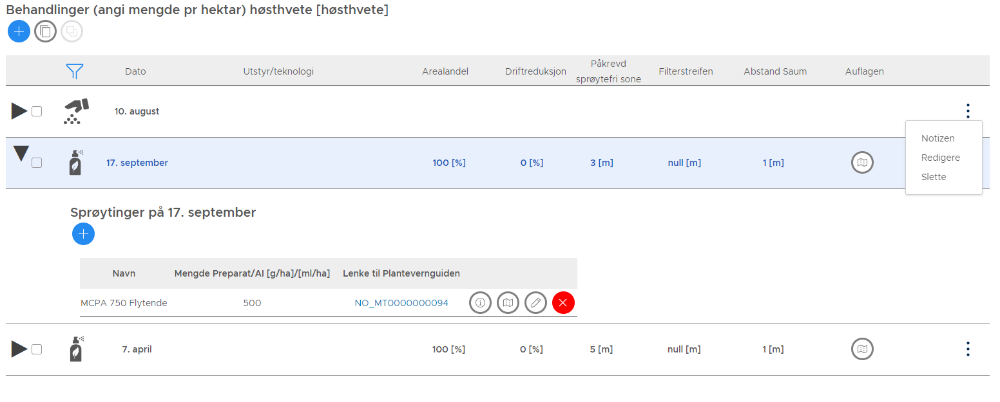 Behandlinger (angi mengde pr hektar) høsthvete [høsthvete]
Dato Utstyr/teknologi Arealandel Driftreduksjon Påkrevd sprøytefri sone Filterstreifen Abstand Saum Auflagen
10. august
Notizen
Redigere
Slette
17. september 100 [%] 0 [%] 3 [m] null [m] 1 [m]
Sprøytinger på 17. september
Navn Mengde Preparat/AI [g/ha]/[ml/ha] Lenke til Plantevernguiden
MCPA 750 Flytende 500 NO_MT0000000094
7. april 100 [%] 0 [%] 5 [m] null [m] 1 [m]